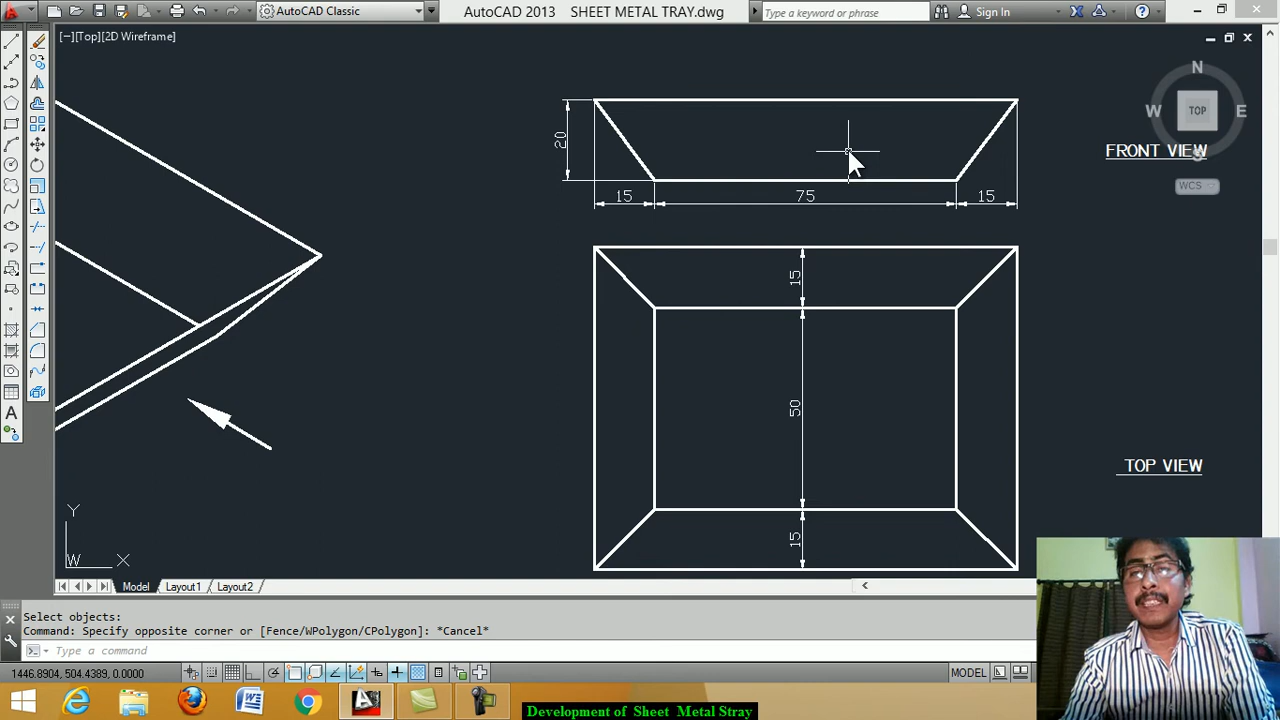 AutoCAD Classic
AutoCAD 2013 SHEET METAL TRAY.dwg
Type a keyword or phrase
Sign In
[−][Top][2D Wireframe]
N
W TOP E
S
WCS
FRONT VIEW
20
15 75 15
15
50
15
TOP VIEW
Y
W X
Model Layout1 Layout2
Select objects:
Command: Specify opposite corner or [Fence/WPolygon/CPolygon]: *Cancel*
Type a command
1446.8904, 504.4389, 0.0000
MODEL
Development of Sheet Metal Stray